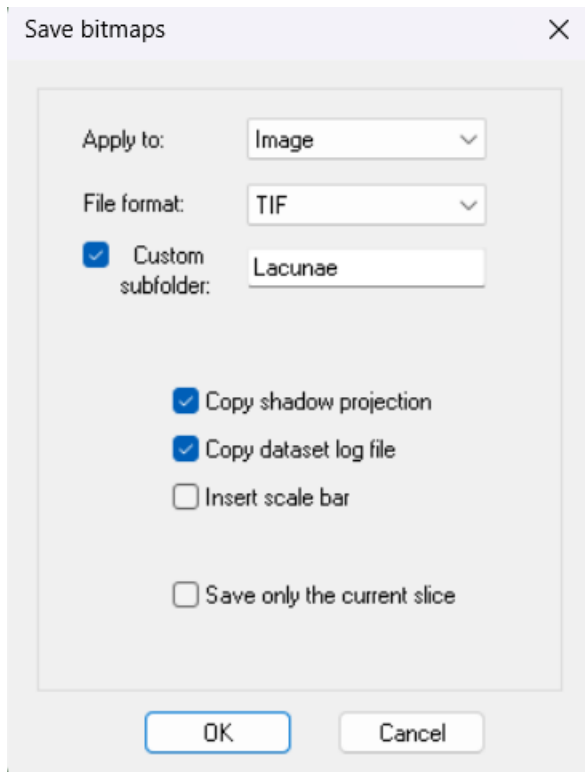 Save bitmaps
Apply to: Image
File format: TIF
Custom subfolder: Lacunae
Copy shadow projection
Copy dataset log file
Insert scale bar
Save only the current slice
OK Cancel